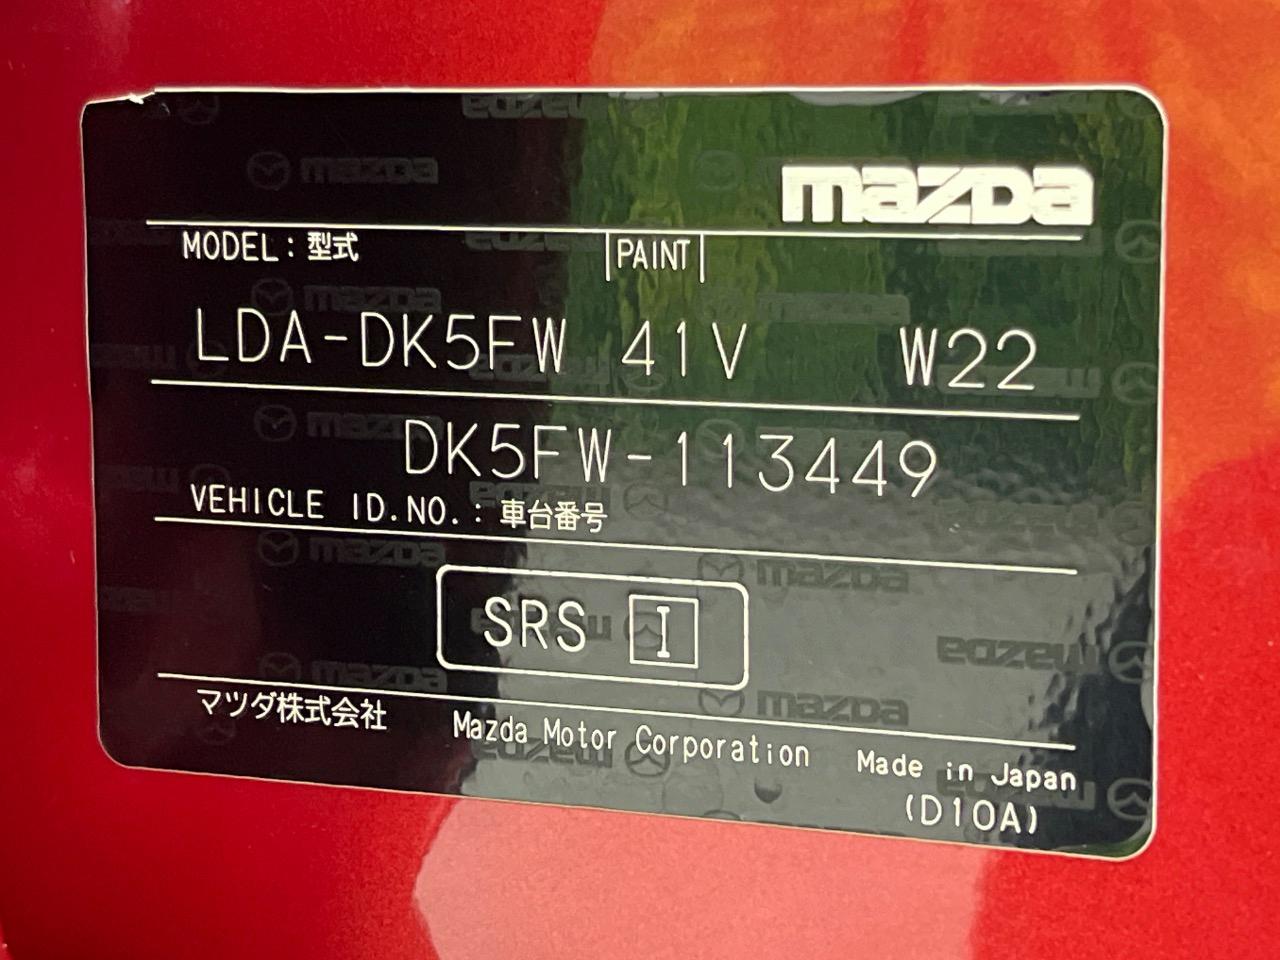 mazda
MODEL：型式 PAINT
LDA-DK5FW 41V W22
DK5FW-113449
VEHICLE ID.NO.：車台番号
SRS I
マツダ株式会社 Mazda Motor Corporation Made in Japan
(D10A)